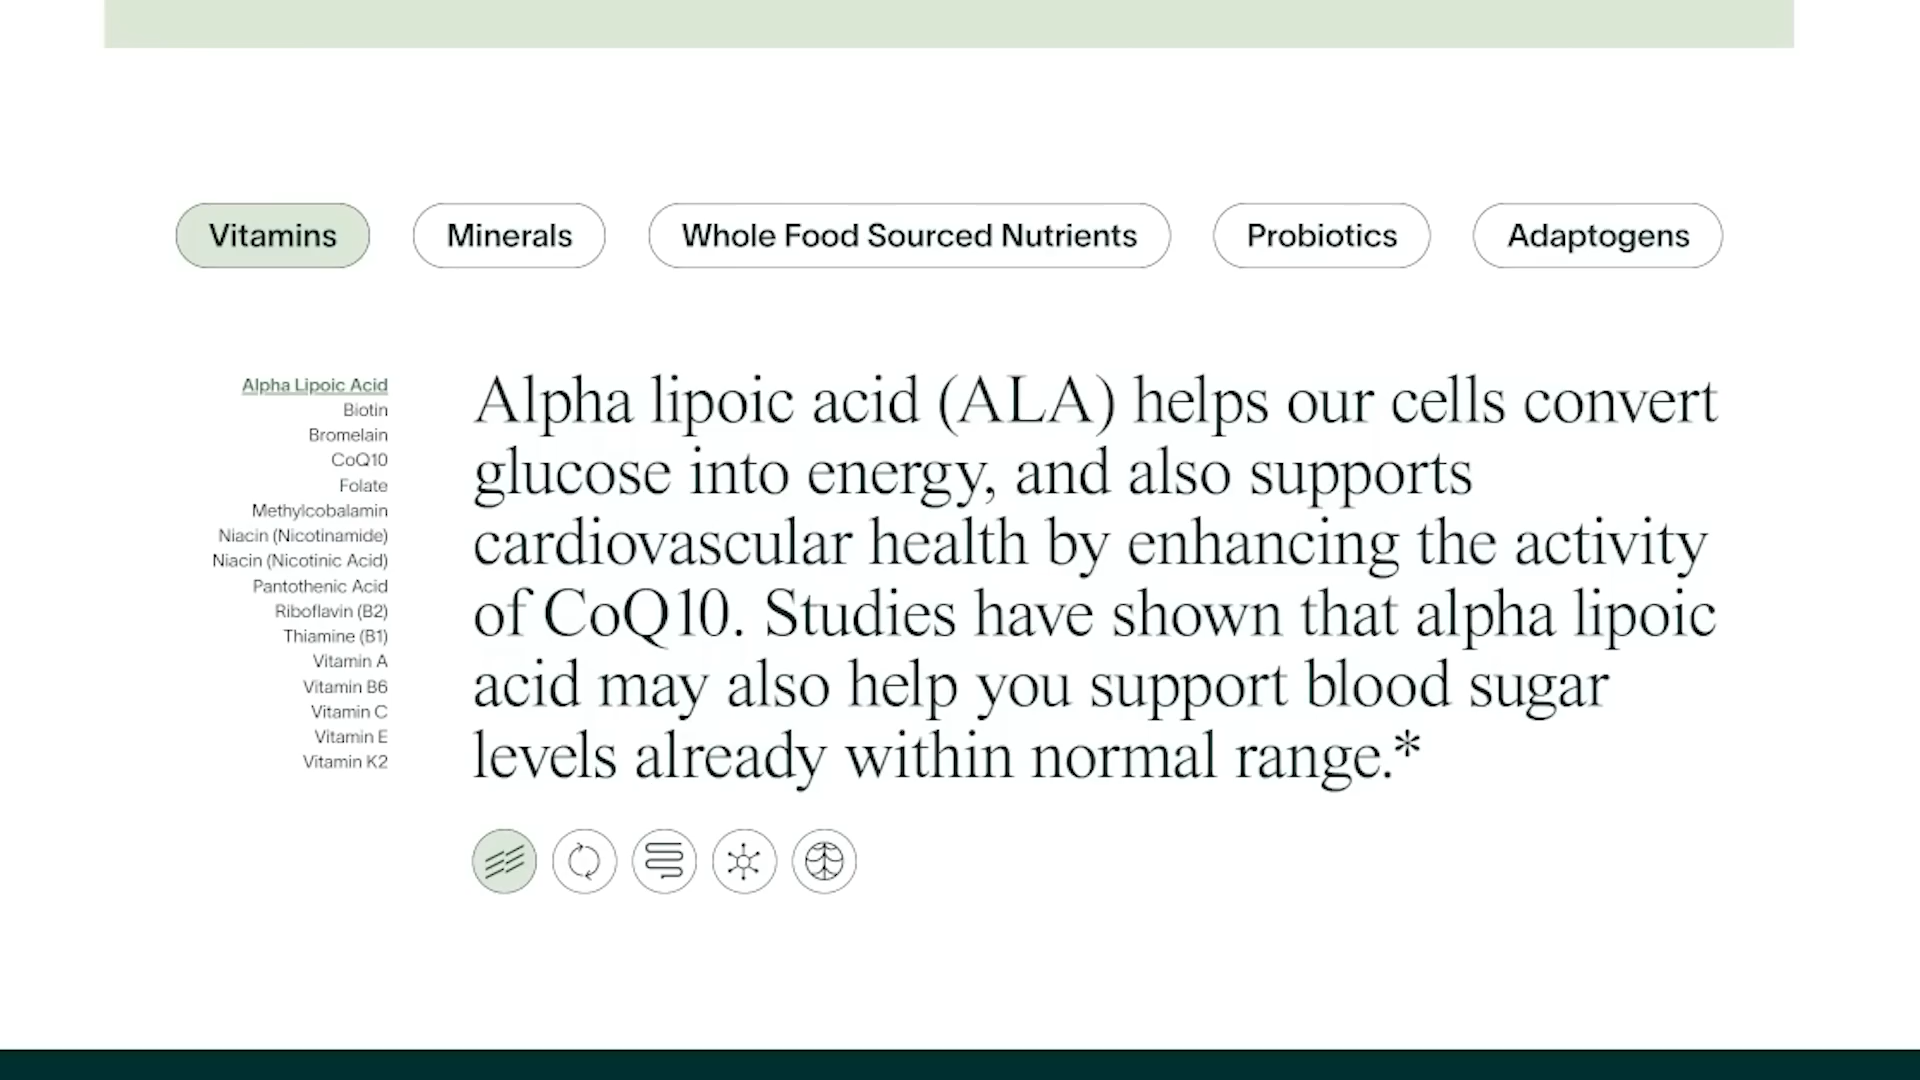 Vitamins
Minerals
Whole Food Sourced Nutrients
Probiotics
Adaptogens
Alpha Lipoic Acid
Biotin
Bromelain
CoQ10
Folate
Methylcobalamin
Niacin (Nicotinamide)
Niacin (Nicotinic Acid)
Pantothenic Acid
Riboflavin (B2)
Thiamine (B1)
Vitamin A
Vitamin B6
Vitamin C
Vitamin E
Vitamin K2
Alpha lipoic acid (ALA) helps our cells convert
glucose into energy, and also supports
cardiovascular health by enhancing the activity
of CoQ10. Studies have shown that alpha lipoic
acid may also help you support blood sugar
levels already within normal range.*